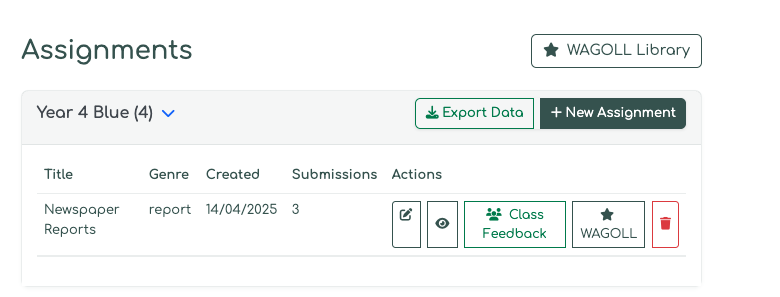 Assignments
WAGOLL Library
Year 4 Blue (4)
Export Data
New Assignment
Title Genre Created Submissions Actions
Newspaper Reports report 14/04/2025 3 Class Feedback WAGOLL